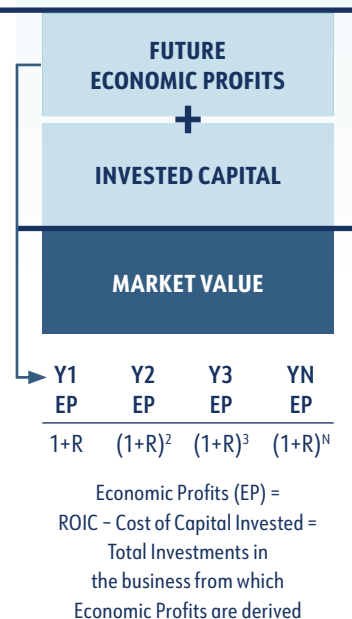 FUTURE
ECONOMIC PROFITS
+
INVESTED CAPITAL
MARKET VALUE
Y1 Y2 Y3 YN
EP EP EP EP
1+R (1+R)² (1+R)³ (1+R)ᴺ
Economic Profits (EP) =
ROIC – Cost of Capital Invested =
Total Investments in
the business from which
Economic Profits are derived